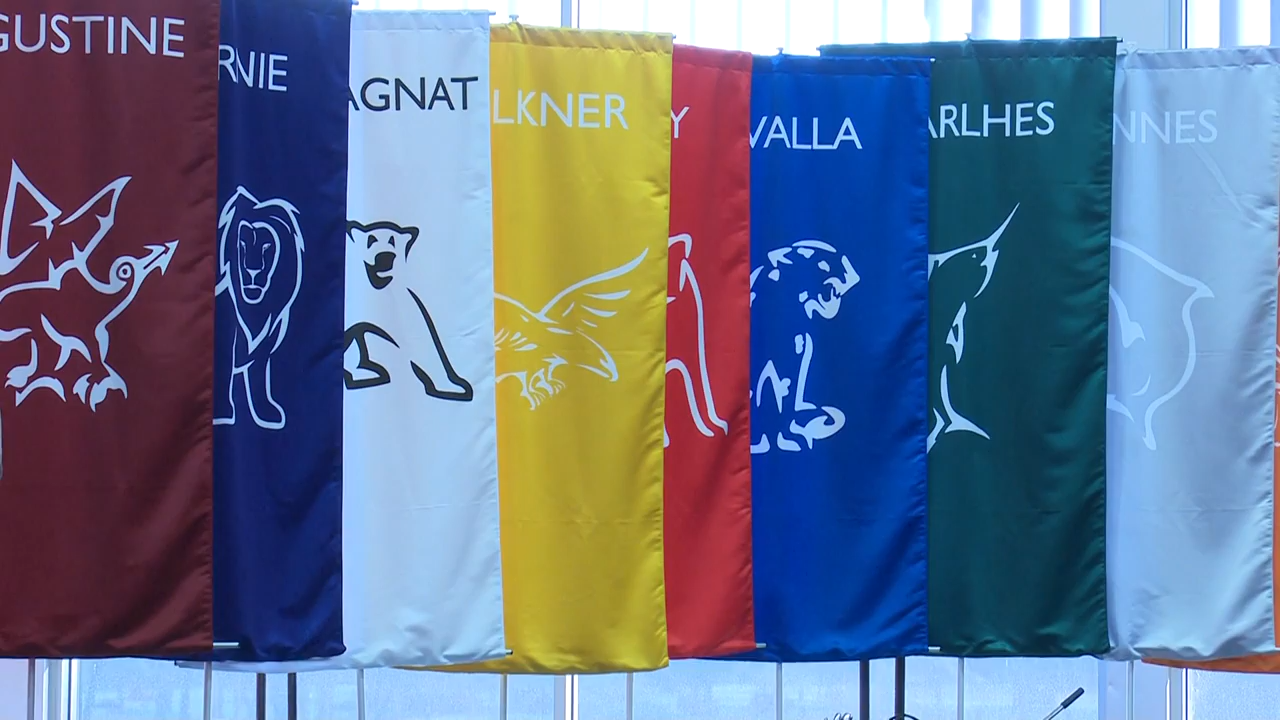 GUSTINE
RNIE
AGNAT
LKNER
Y
VALLA
ARLHES
NNES